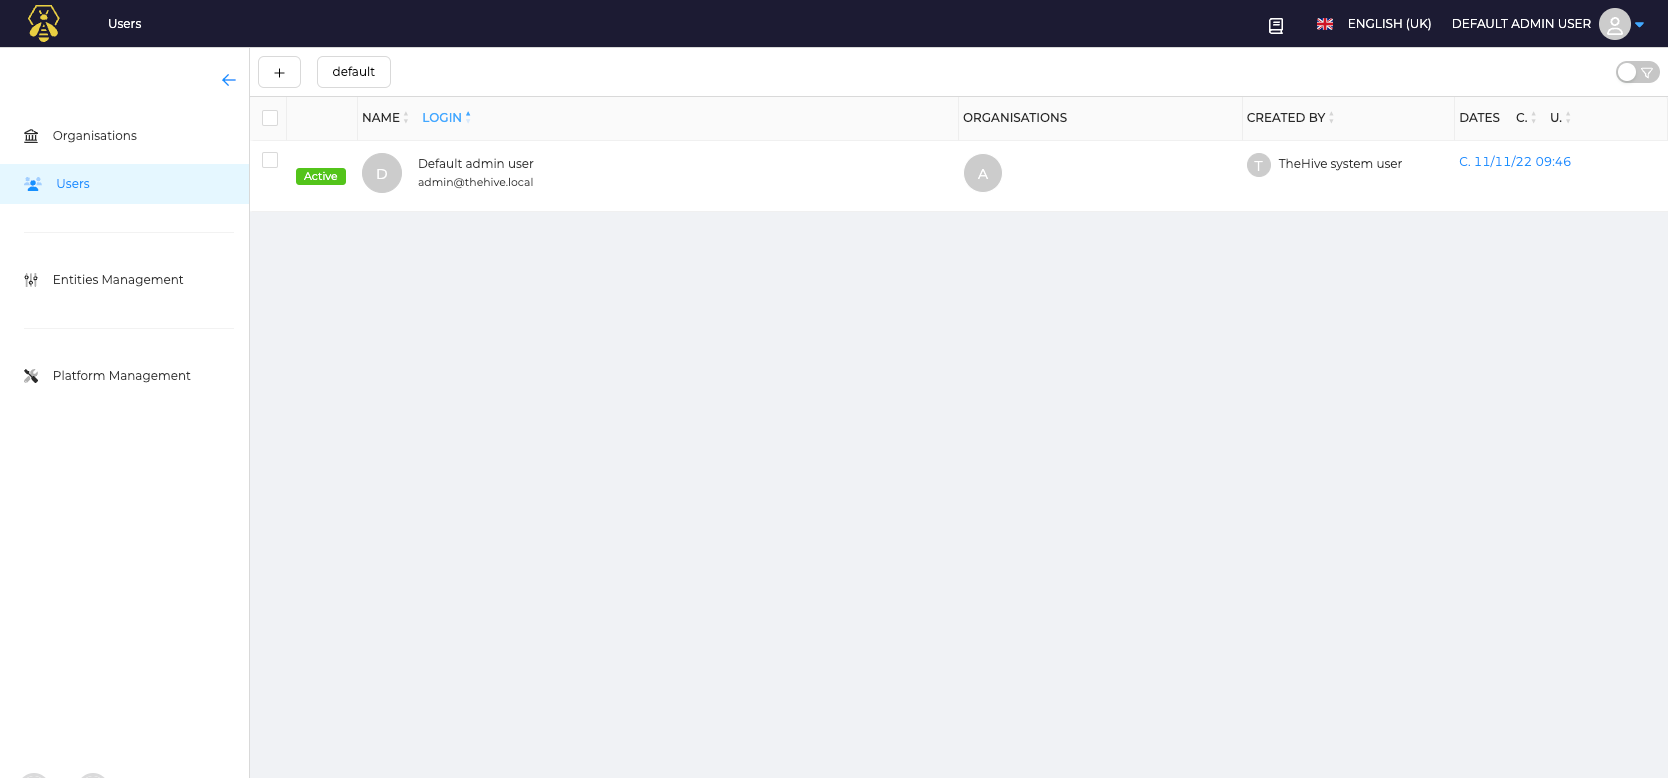 Users
ENGLISH (UK)
DEFAULT ADMIN USER
Organisations
Users
Entities Management
Platform Management
+
default
NAME
LOGIN
ORGANISATIONS
CREATED BY
DATES
C.
U.
Active
D
Default admin user
admin@thehive.local
A
T
TheHive system user
C. 11/11/22 09:46